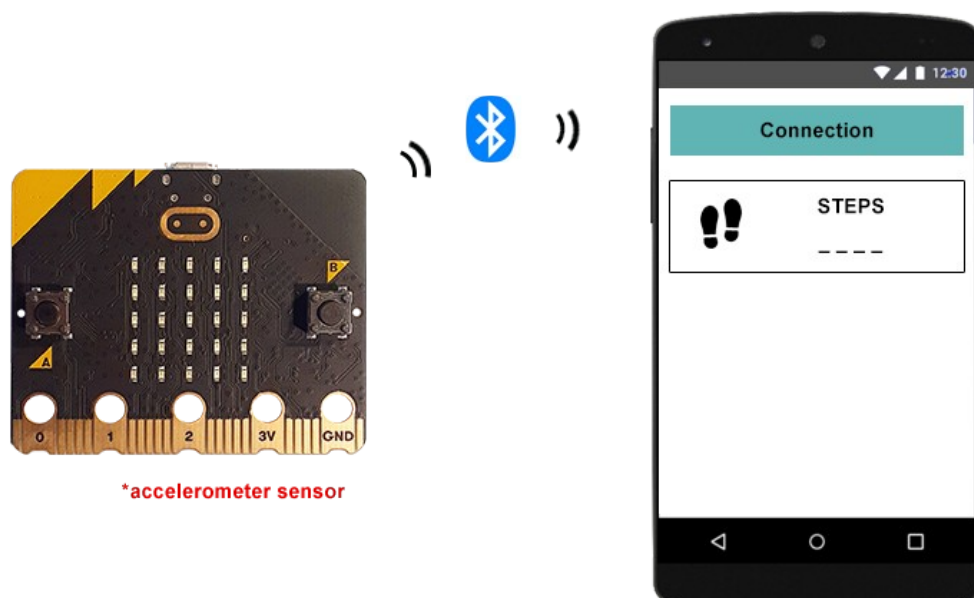 12:30
Connection
STEPS
_ _ _ _
B
A
0 1 2 3V GND
*accelerometer sensor